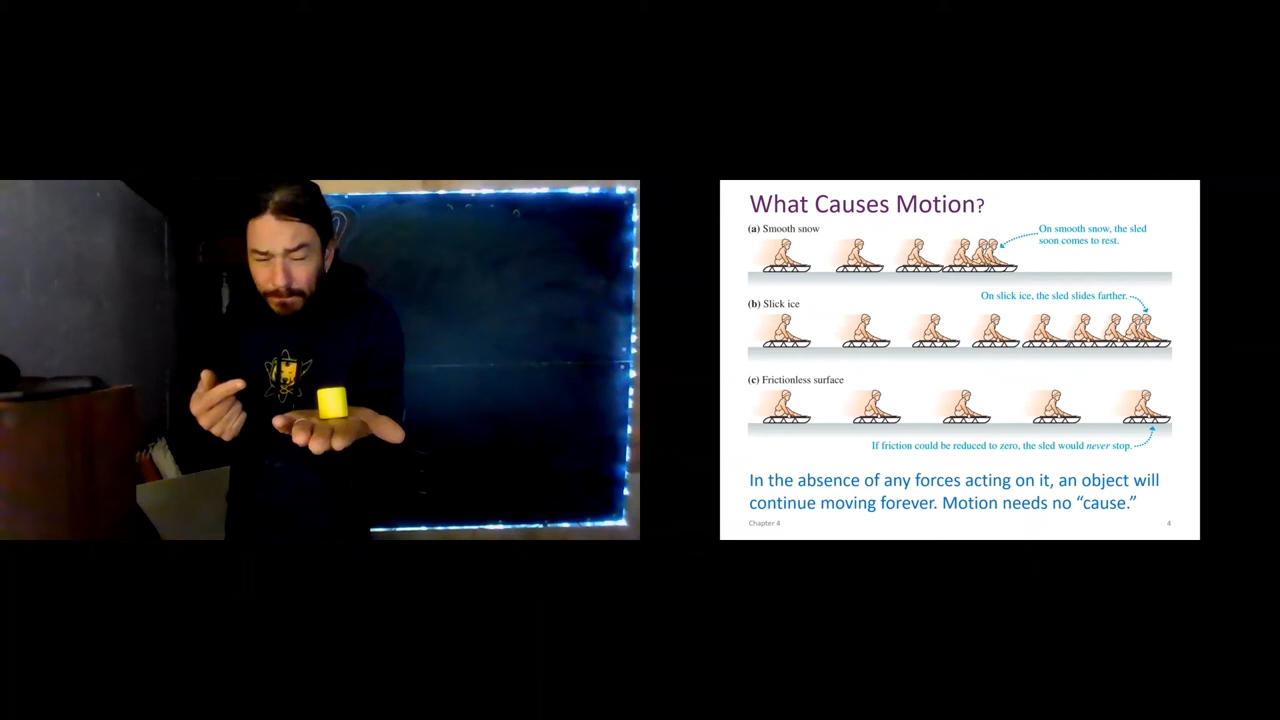 What Causes Motion?
(a) Smooth snow
On smooth snow, the sled
soon comes to rest.
(b) Slick ice
On slick ice, the sled slides farther.
(c) Frictionless surface
If friction could be reduced to zero, the sled would never stop.
In the absence of any forces acting on it, an object will
continue moving forever. Motion needs no “cause.”
Chapter 4
4